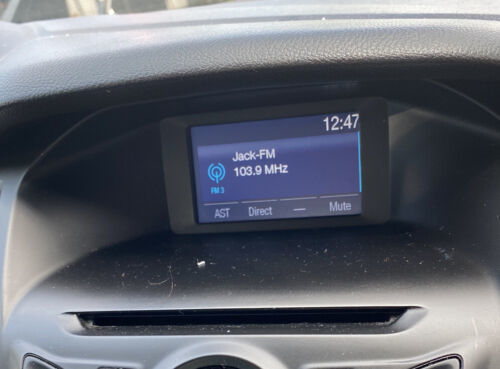 12:47
Jack-FM
103.9 MHz
FM 3
AST Direct — Mute